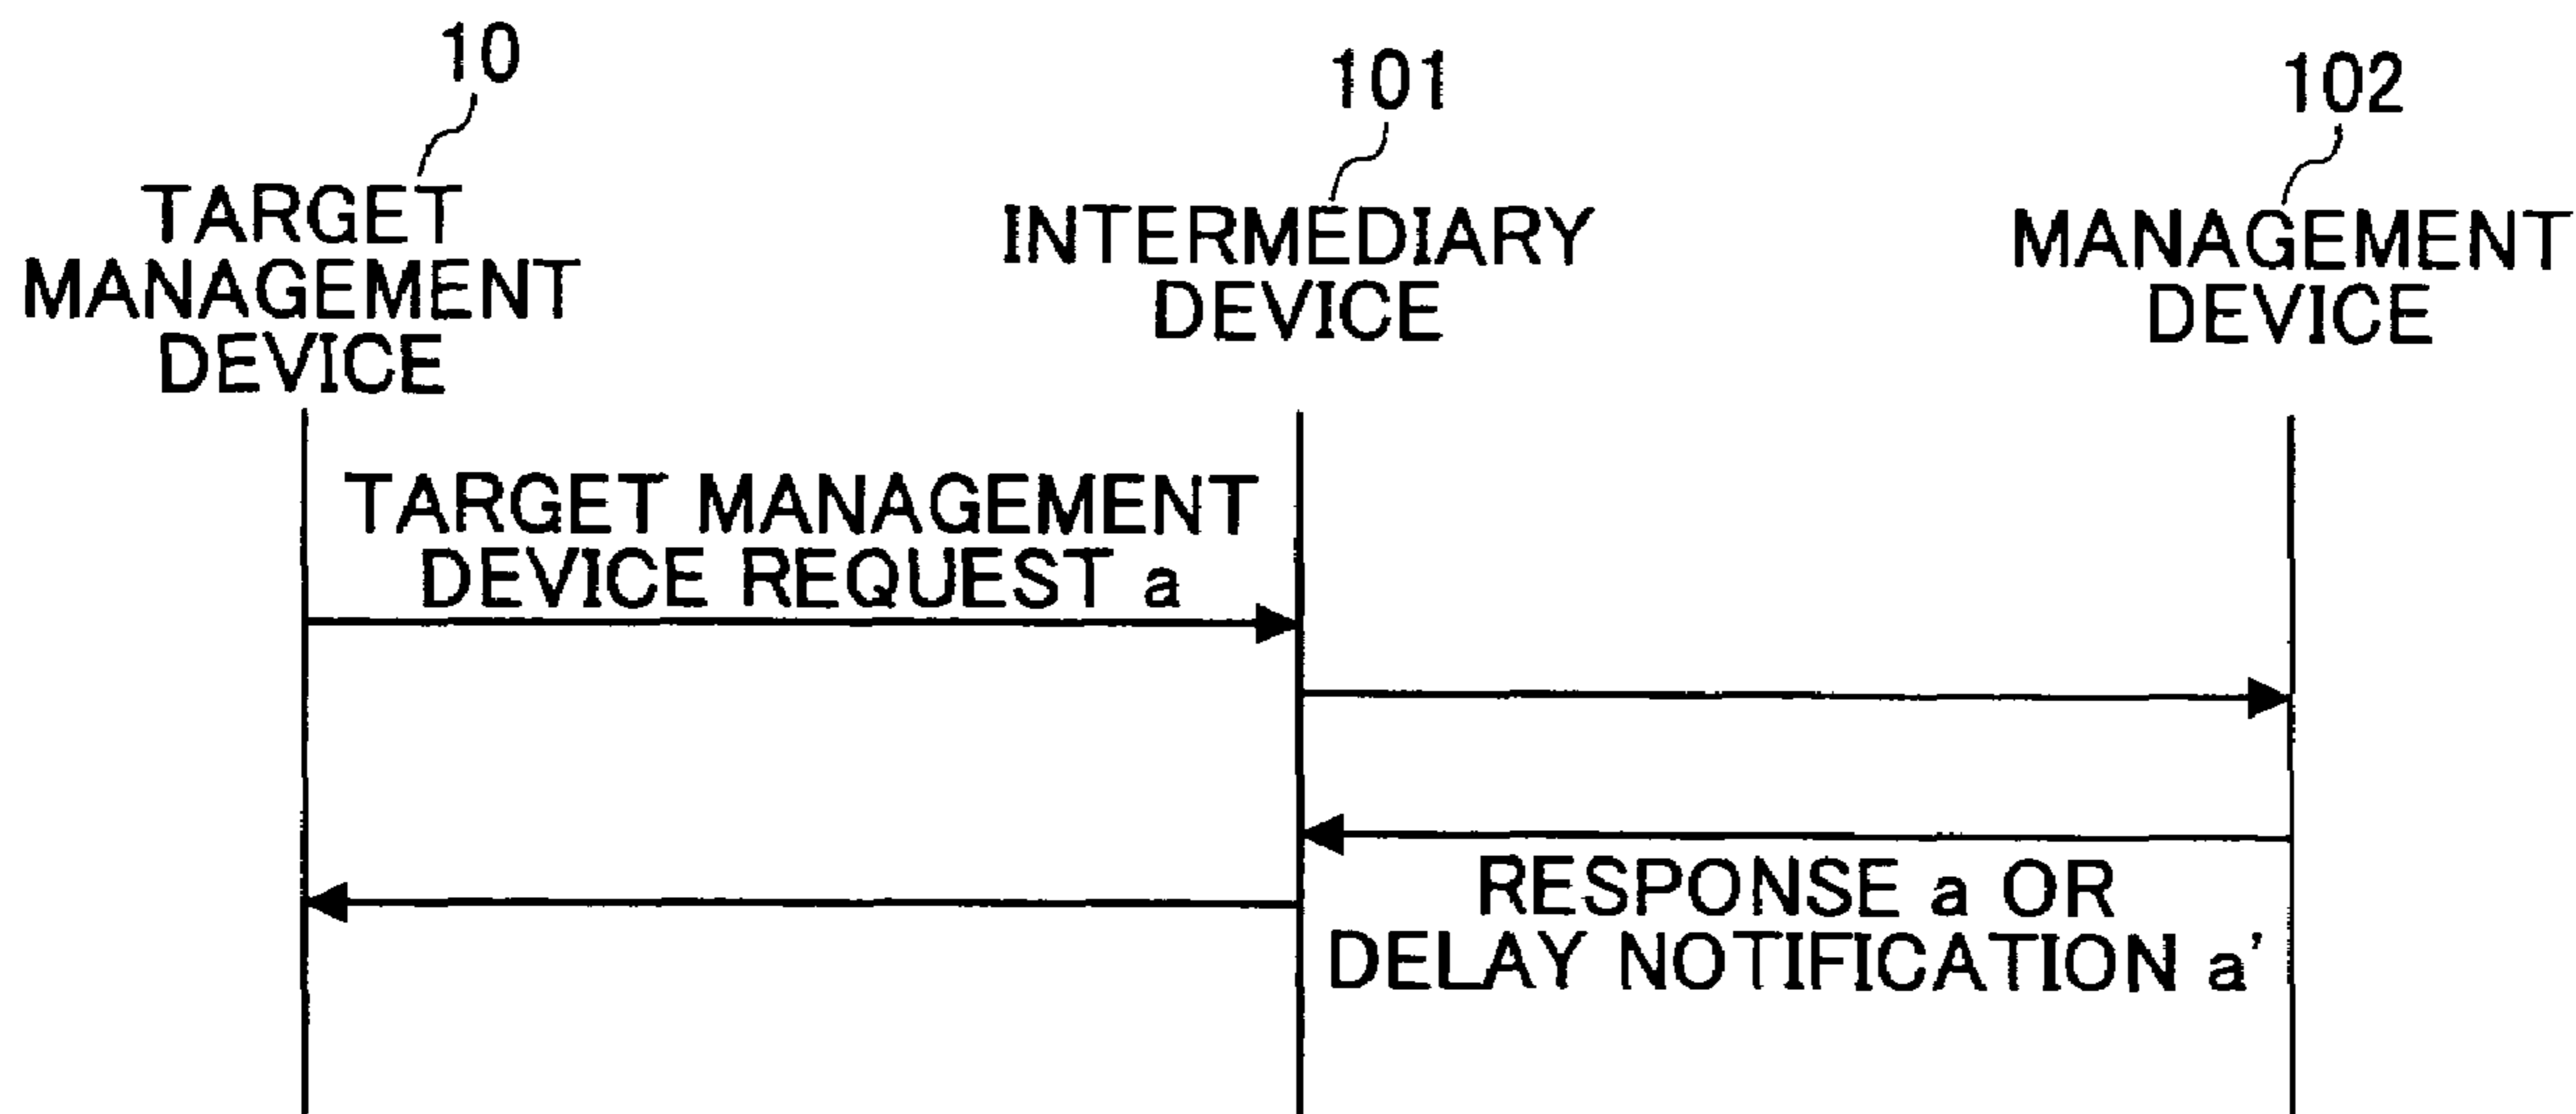 10
TARGET
MANAGEMENT
DEVICE
101
INTERMEDIARY
DEVICE
102
MANAGEMENT
DEVICE
TARGET MANAGEMENT
DEVICE REQUEST a
RESPONSE a OR
DELAY NOTIFICATION a'